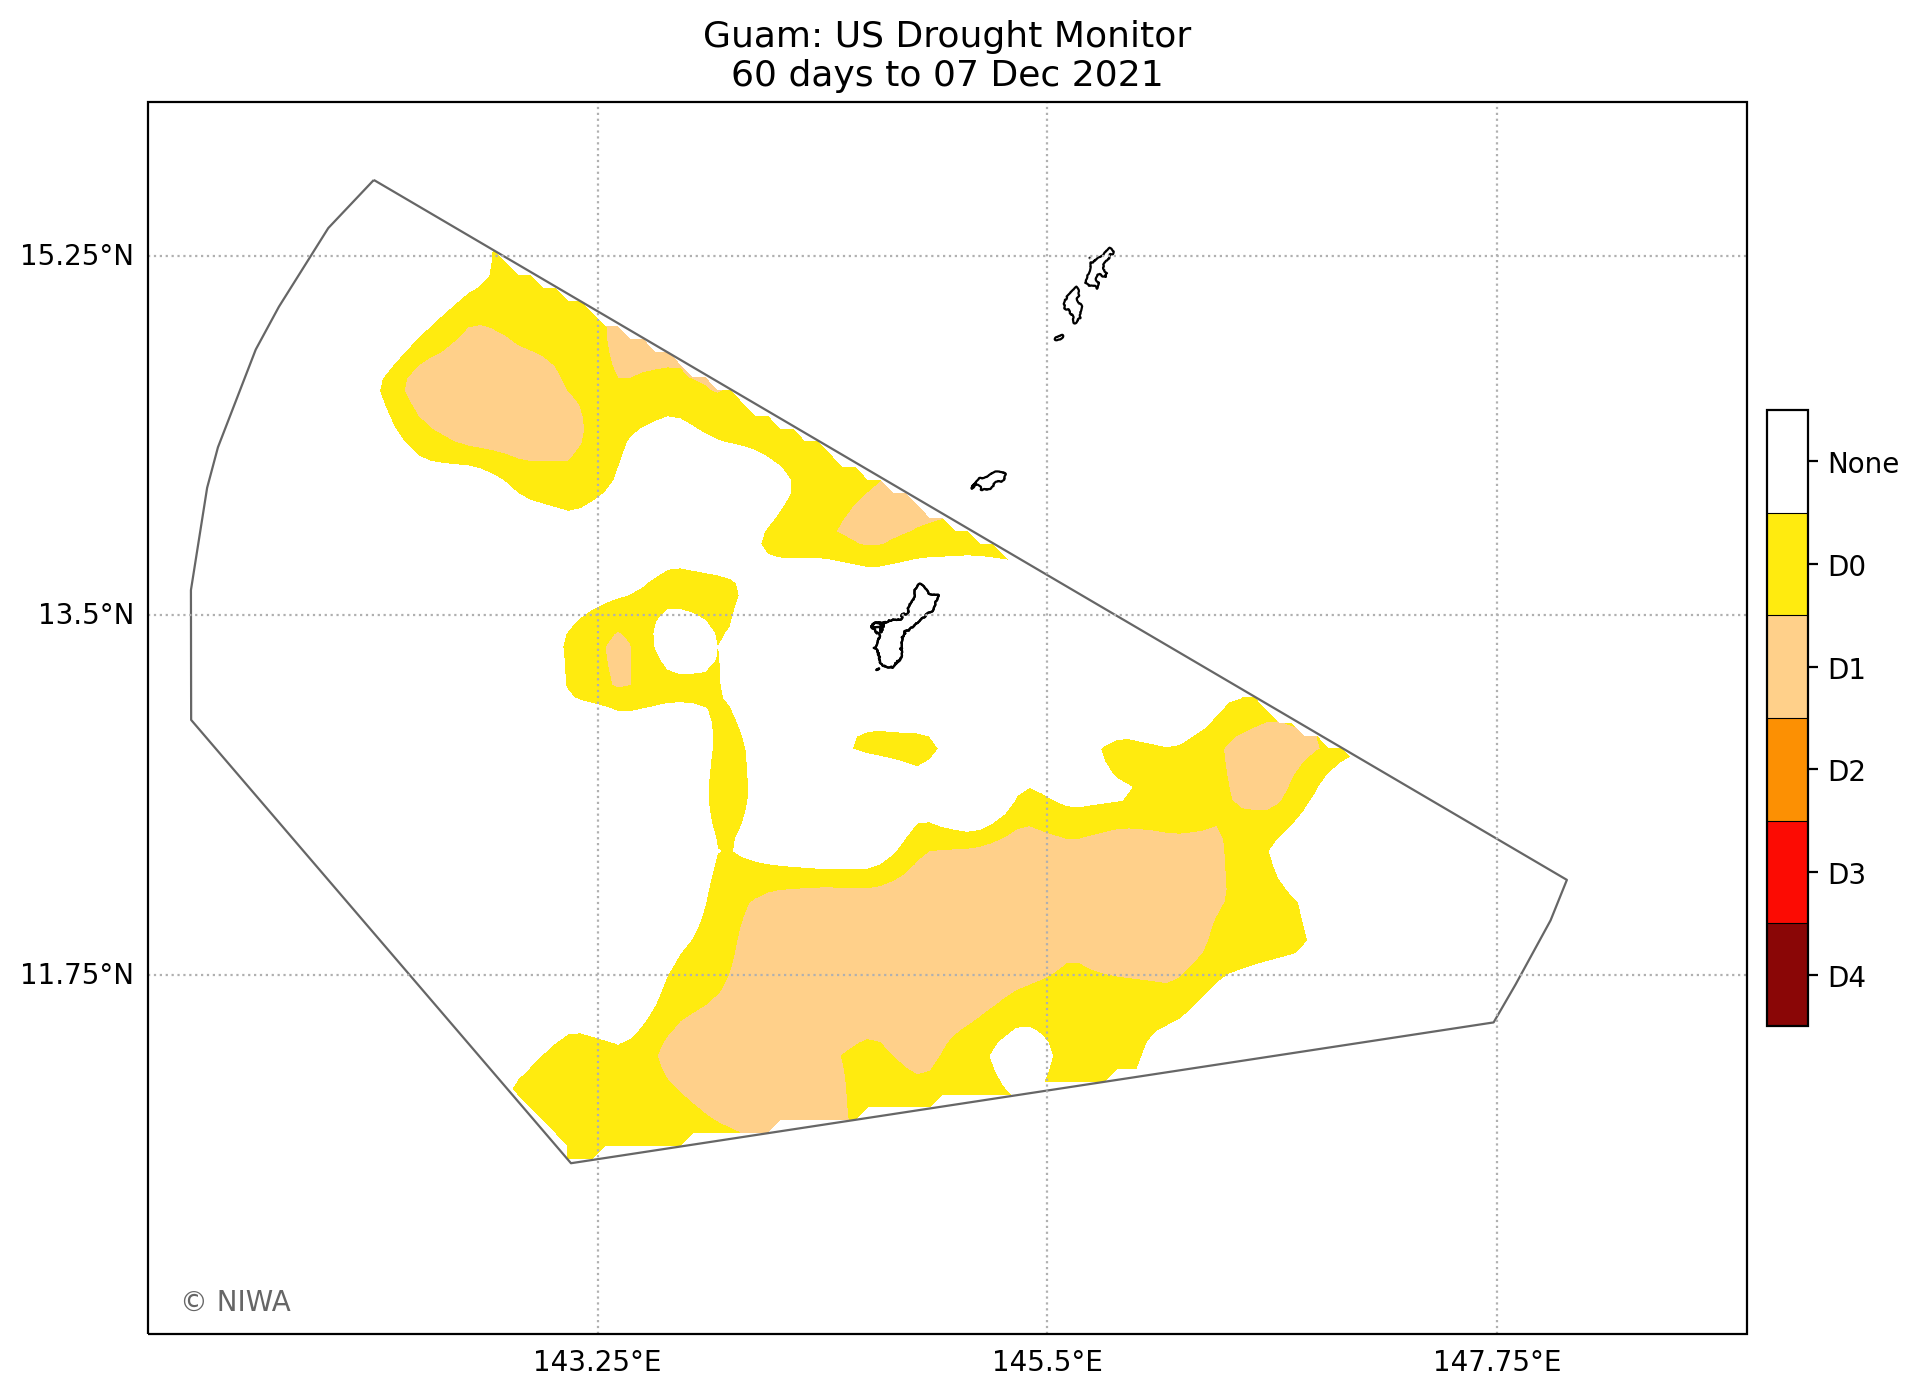 Guam: US Drought Monitor
60 days to 07 Dec 2021
15.25°N
13.5°N
11.75°N
143.25°E
145.5°E
147.75°E
None
D0
D1
D2
D3
D4
© NIWA